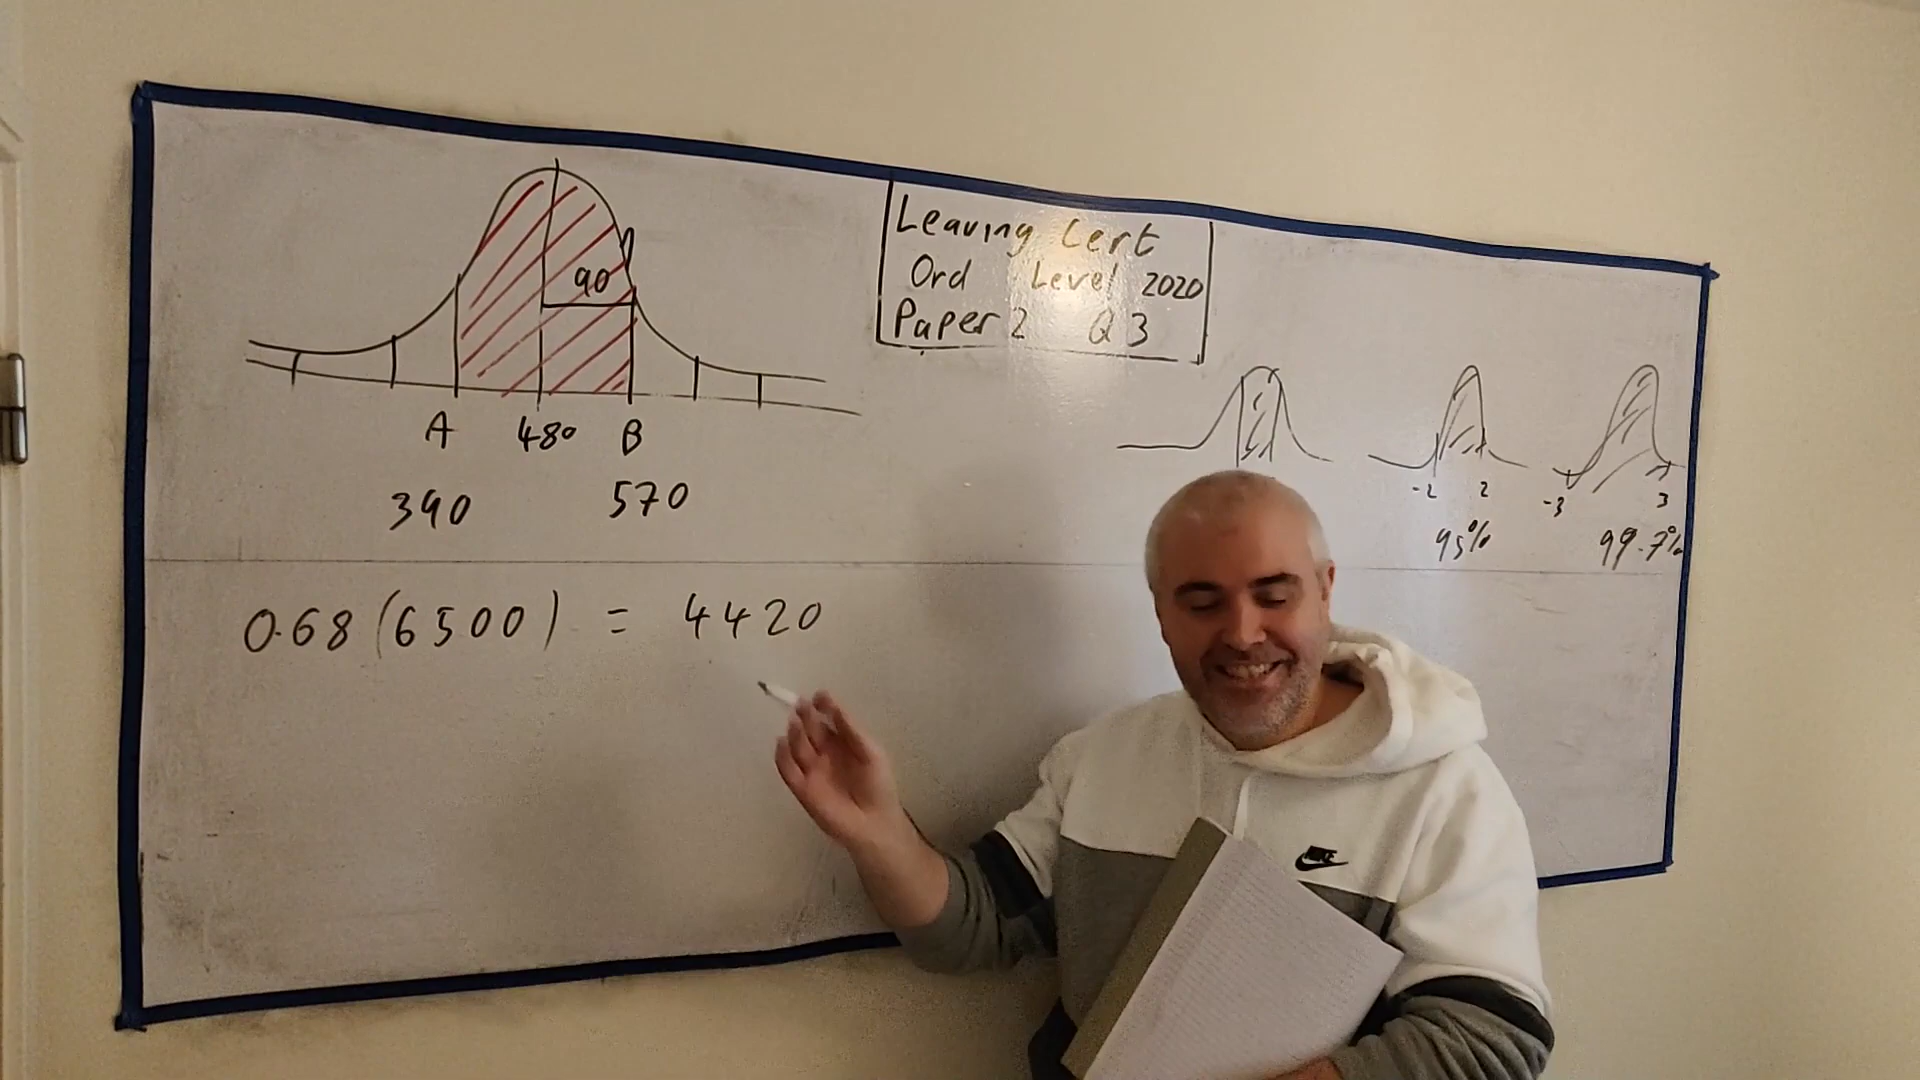 Leaving Cert
Ord Level 2020
Paper 2 Q3
90
A 480 B
390 570
-2 2
-3 3
95%
99.7%
0.68(6500) = 4420
NIKE